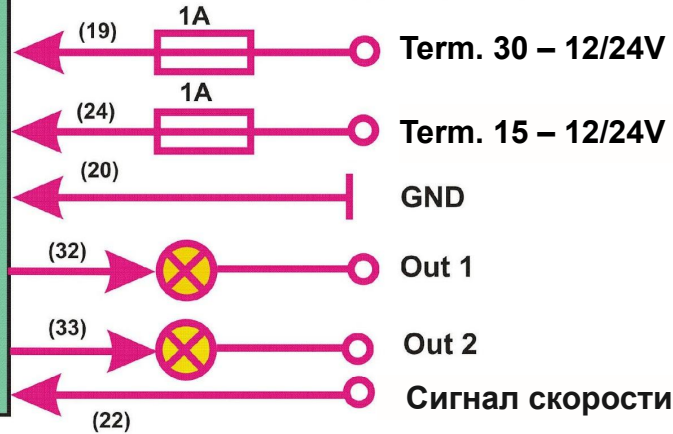 1A
(19) Term. 30 – 12/24V
1A
(24) Term. 15 – 12/24V
(20) GND
(32) Out 1
(33) Out 2
Сигнал скорости
(22)